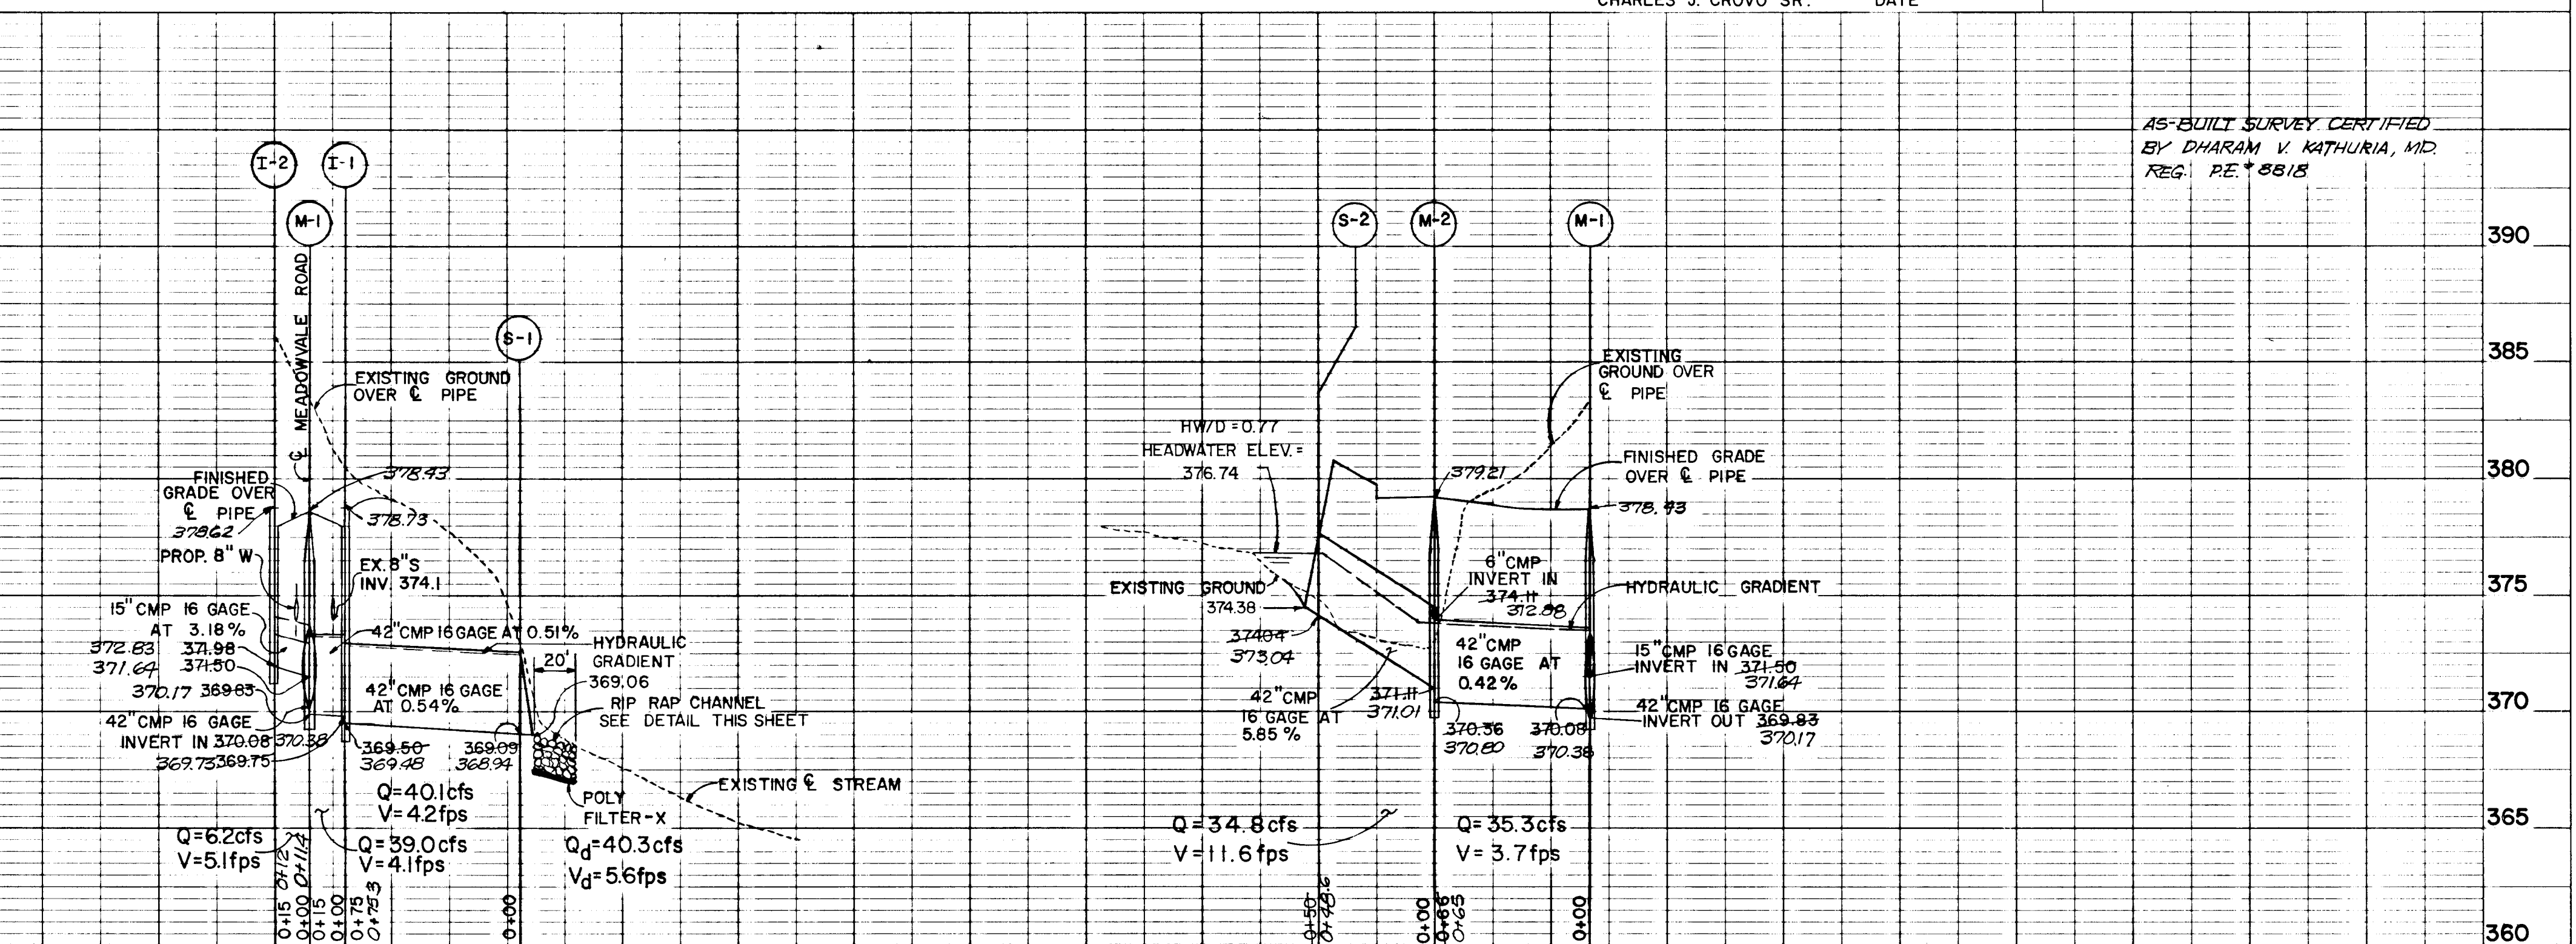 CHARLES J. CROVO SR. DATE
AS-BUILT SURVEY CERTIFIED
BY DHARAM V. KATHURIA, MD.
REG. P.E. # 8818
I-2
I-1
M-1
S-1
℄ MEADOWVALE ROAD
EXISTING GROUND
OVER ℄ PIPE
FINISHED
GRADE OVER
℄ PIPE
378.62
378.43
378.73
PROP. 8" W
EX. 8" S
INV. 374.1
15" CMP 16 GAGE
AT 3.18%
372.83 371.98
371.64 371.50
370.17 369.83
42" CMP 16 GAGE
INVERT IN 370.08 370.38
369.73 369.75
42" CMP 16 GAGE AT 0.51%
42" CMP 16 GAGE
AT 0.54%
HYDRAULIC
GRADIENT
20'
369.06
RIP RAP CHANNEL
SEE DETAIL THIS SHEET
369.50
369.48
369.09
368.94
EXISTING ℄ STREAM
POLY
FILTER-X
Q=40.1cfs
V=4.2fps
Q=6.2cfs
V=5.1fps
Q=39.0cfs
V=4.1fps
Qd=40.3cfs
Vd=5.6fps
0+15
0+12
0+00
0+11.4
0+15
0+00
0+75
0+75.3
0+00
S-2
M-2
M-1
EXISTING
GROUND OVER
℄ PIPE
HW/D=0.77
HEADWATER ELEV.=
376.74
379.21
FINISHED GRADE
OVER ℄ PIPE
378.43
EXISTING GROUND
374.38
6" CMP
INVERT IN
374.11
372.88
HYDRAULIC GRADIENT
374.04
373.04
42" CMP
16 GAGE AT
5.85%
371.11
371.01
42" CMP
16 GAGE AT
0.42%
370.36
370.80
370.08
370.38
15" CMP 16 GAGE
INVERT IN 371.50
371.64
42" CMP 16 GAGE
INVERT OUT 369.83
370.17
Q=34.8cfs
V=11.6fps
Q=35.3cfs
V=3.7fps
0+50
0+48.6
0+00
0+66
0+65
0+00
390
385
380
375
370
365
360